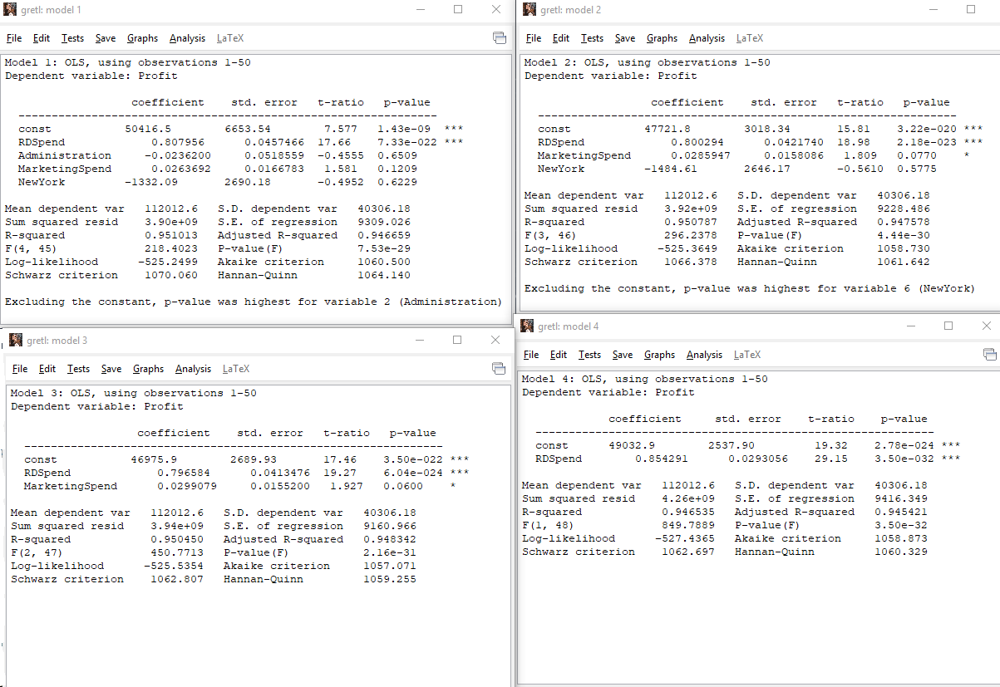 gretl: model 1
File Edit Tests Save Graphs Analysis LaTeX
Model 1: OLS, using observations 1-50
Dependent variable: Profit
coefficient std. error t-ratio p-value
---------------------------------------------------------------
const 50416.5 6653.54 7.577 1.43e-09 ***
RDSpend 0.807956 0.0457466 17.66 7.33e-022 ***
Administration -0.0236200 0.0518559 -0.4555 0.6509
MarketingSpend 0.0263692 0.0166783 1.581 0.1209
NewYork -1332.09 2690.18 -0.4952 0.6229
Mean dependent var 112012.6 S.D. dependent var 40306.18
Sum squared resid 3.90e+09 S.E. of regression 9309.026
R-squared 0.951013 Adjusted R-squared 0.946659
F(4, 45) 218.4023 P-value(F) 7.53e-29
Log-likelihood -525.2499 Akaike criterion 1060.500
Schwarz criterion 1070.060 Hannan-Quinn 1064.140
Excluding the constant, p-value was highest for variable 2 (Administration)
gretl: model 2
File Edit Tests Save Graphs Analysis LaTeX
Model 2: OLS, using observations 1-50
Dependent variable: Profit
coefficient std. error t-ratio p-value
---------------------------------------------------------------
const 47721.8 3018.34 15.81 3.22e-020 ***
RDSpend 0.800294 0.0421740 18.98 2.18e-023 ***
MarketingSpend 0.0285947 0.0158086 1.809 0.0770 *
NewYork -1484.61 2646.17 -0.5610 0.5775
Mean dependent var 112012.6 S.D. dependent var 40306.18
Sum squared resid 3.92e+09 S.E. of regression 9228.486
R-squared 0.950787 Adjusted R-squared 0.947578
F(3, 46) 296.2378 P-value(F) 4.44e-30
Log-likelihood -525.3649 Akaike criterion 1058.730
Schwarz criterion 1066.378 Hannan-Quinn 1061.642
Excluding the constant, p-value was highest for variable 6 (NewYork)
gretl: model 3
File Edit Tests Save Graphs Analysis LaTeX
Model 3: OLS, using observations 1-50
Dependent variable: Profit
coefficient std. error t-ratio p-value
---------------------------------------------------------------
const 46975.9 2689.93 17.46 3.50e-022 ***
RDSpend 0.796584 0.0413476 19.27 6.04e-024 ***
MarketingSpend 0.0299079 0.0155200 1.927 0.0600 *
Mean dependent var 112012.6 S.D. dependent var 40306.18
Sum squared resid 3.94e+09 S.E. of regression 9160.966
R-squared 0.950450 Adjusted R-squared 0.948342
F(2, 47) 450.7713 P-value(F) 2.16e-31
Log-likelihood -525.5354 Akaike criterion 1057.071
Schwarz criterion 1062.807 Hannan-Quinn 1059.255
gretl: model 4
File Edit Tests Save Graphs Analysis LaTeX
Model 4: OLS, using observations 1-50
Dependent variable: Profit
coefficient std. error t-ratio p-value
------------------------------------------------------------
const 49032.9 2537.90 19.32 2.78e-024 ***
RDSpend 0.854291 0.0293056 29.15 3.50e-032 ***
Mean dependent var 112012.6 S.D. dependent var 40306.18
Sum squared resid 4.26e+09 S.E. of regression 9416.349
R-squared 0.946535 Adjusted R-squared 0.945421
F(1, 48) 849.7889 P-value(F) 3.50e-32
Log-likelihood -527.4365 Akaike criterion 1058.873
Schwarz criterion 1062.697 Hannan-Quinn 1060.329